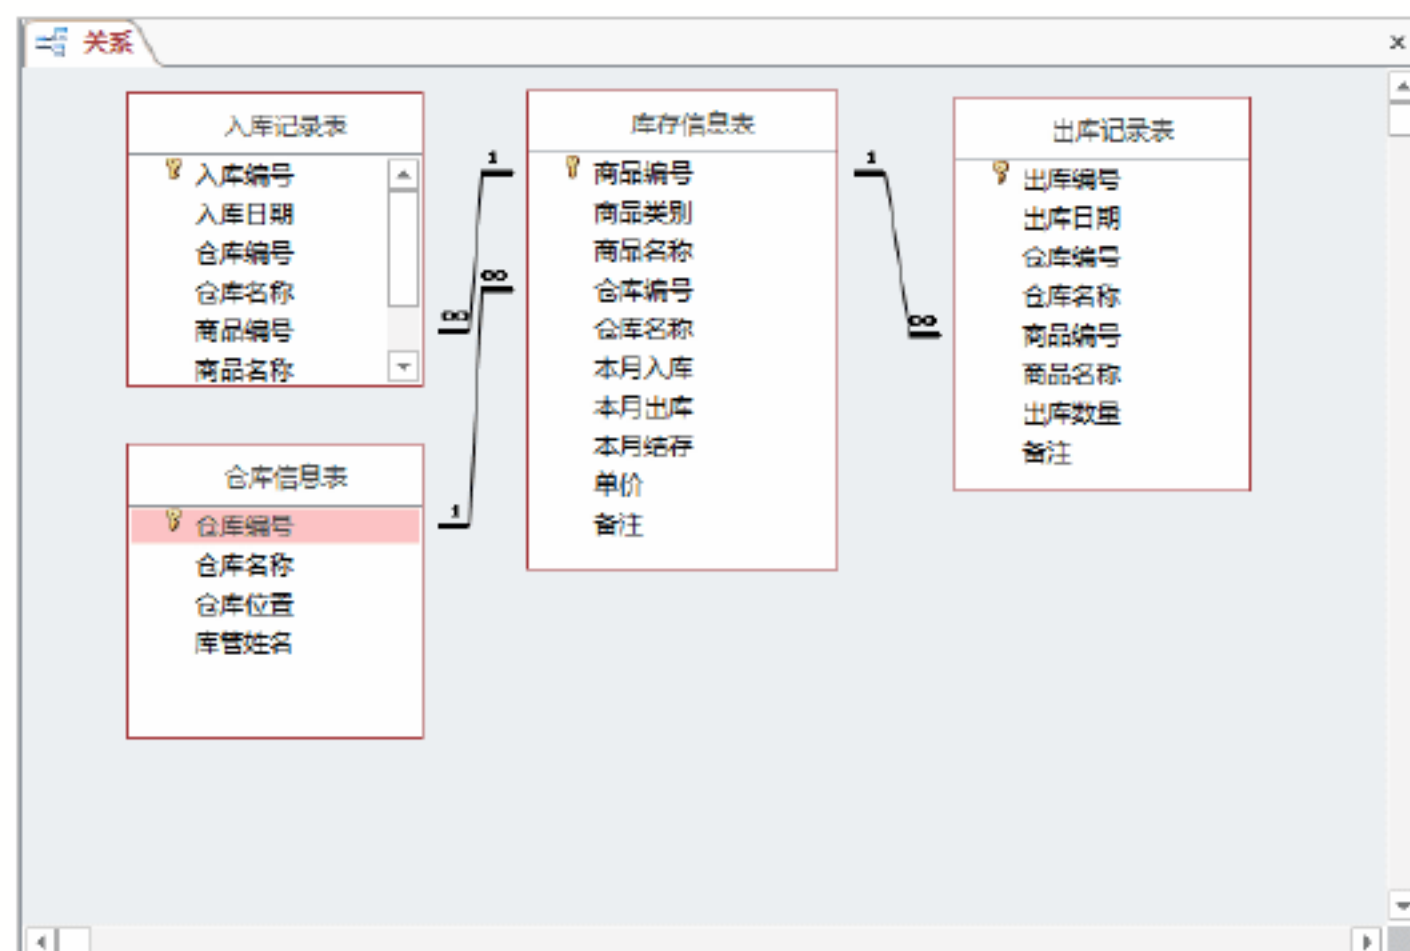 关系
入库记录表
入库编号
入库日期
仓库编号
仓库名称
商品编号
商品名称
仓库信息表
仓库编号
仓库名称
仓库位置
库管姓名
1
∞
∞
1
库存信息表
商品编号
商品类别
商品名称
仓库编号
仓库名称
本月入库
本月出库
本月结存
单价
备注
1
∞
出库记录表
出库编号
出库日期
仓库编号
仓库名称
商品编号
商品名称
出库数量
备注